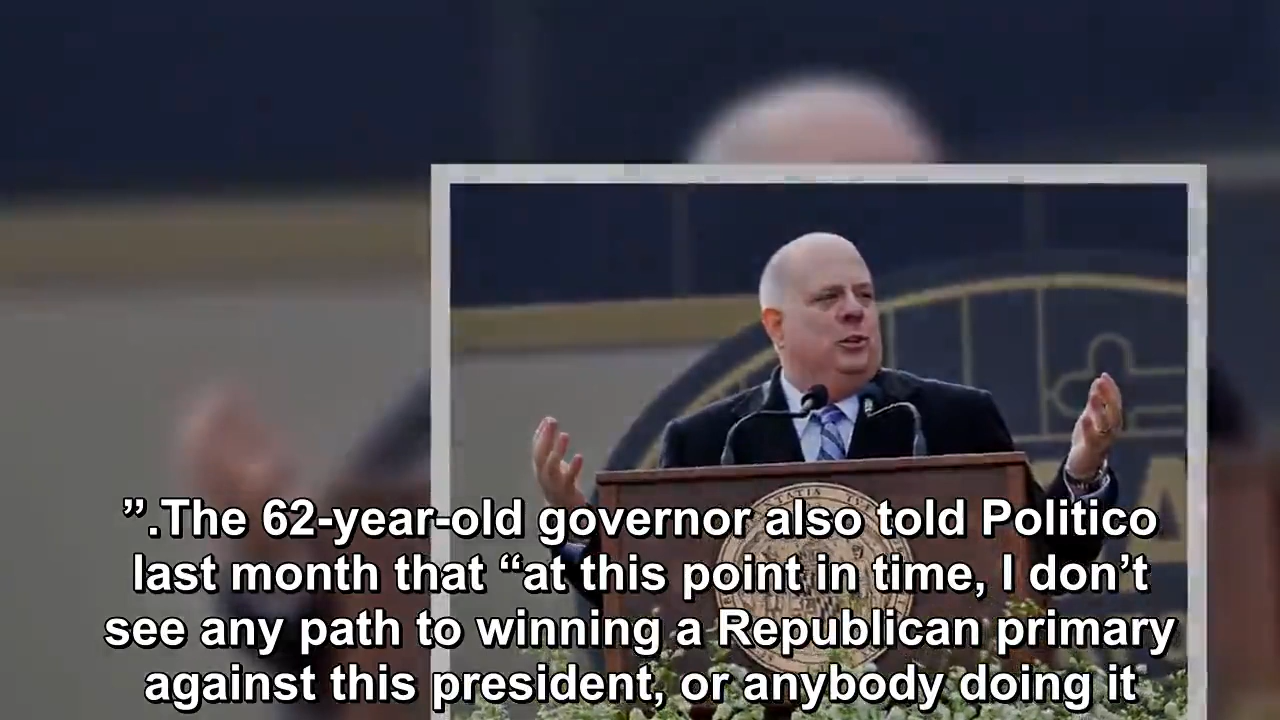 ”.The 62-year-old governor also told Politico
last month that “at this point in time, I don’t
see any path to winning a Republican primary
against this president, or anybody doing it